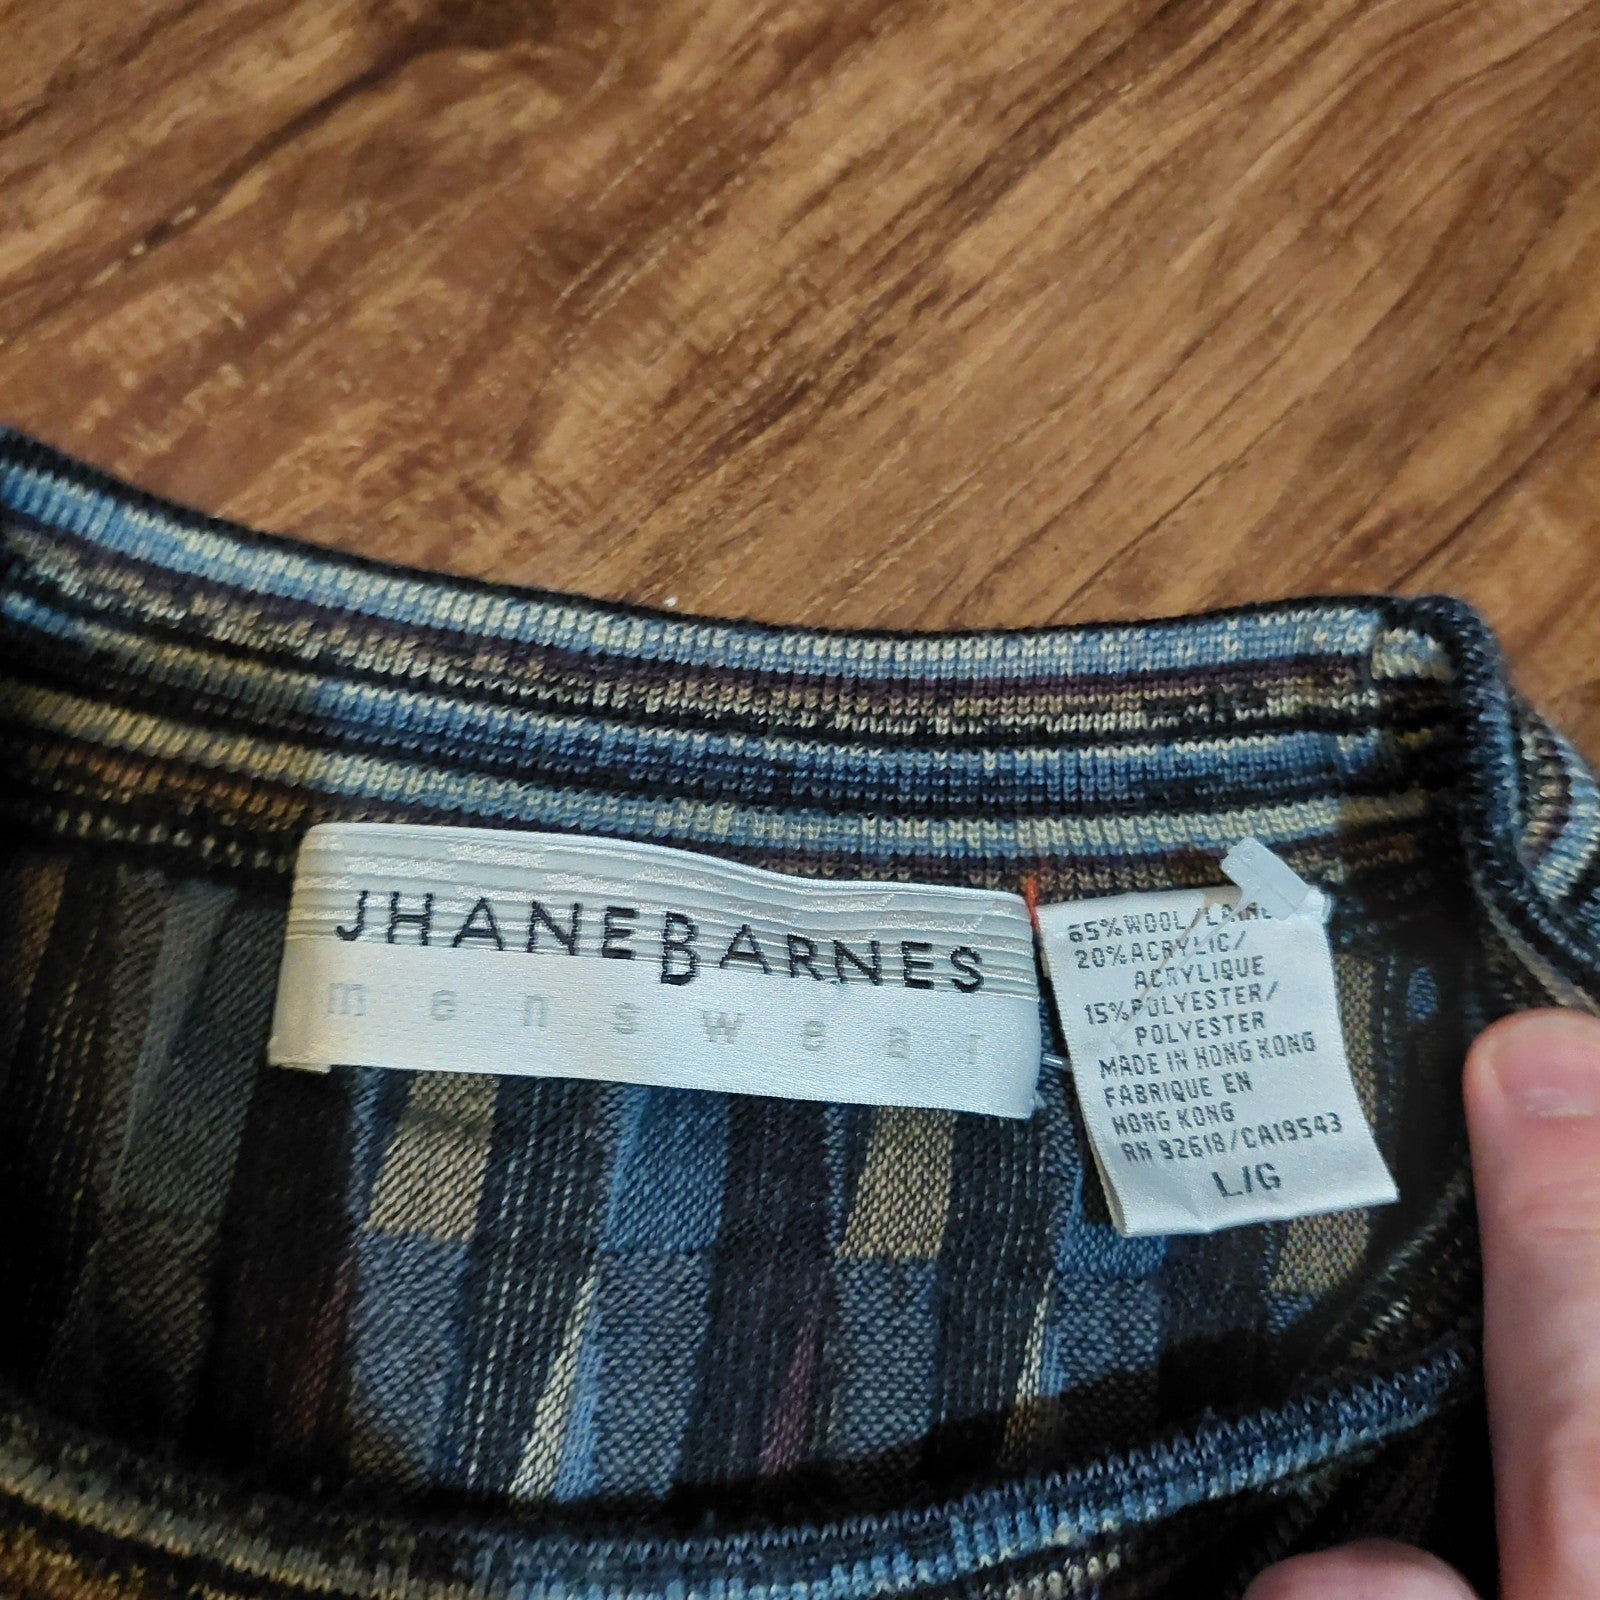 JHANEBARNES
menswear
65% WOOL/LAINE
20% ACRYLIC/
ACRYLIQUE
15% POLYESTER/
POLYESTER
MADE IN HONG KONG
FABRIQUE EN
HONG KONG
RN 92618/CA19543
L/G